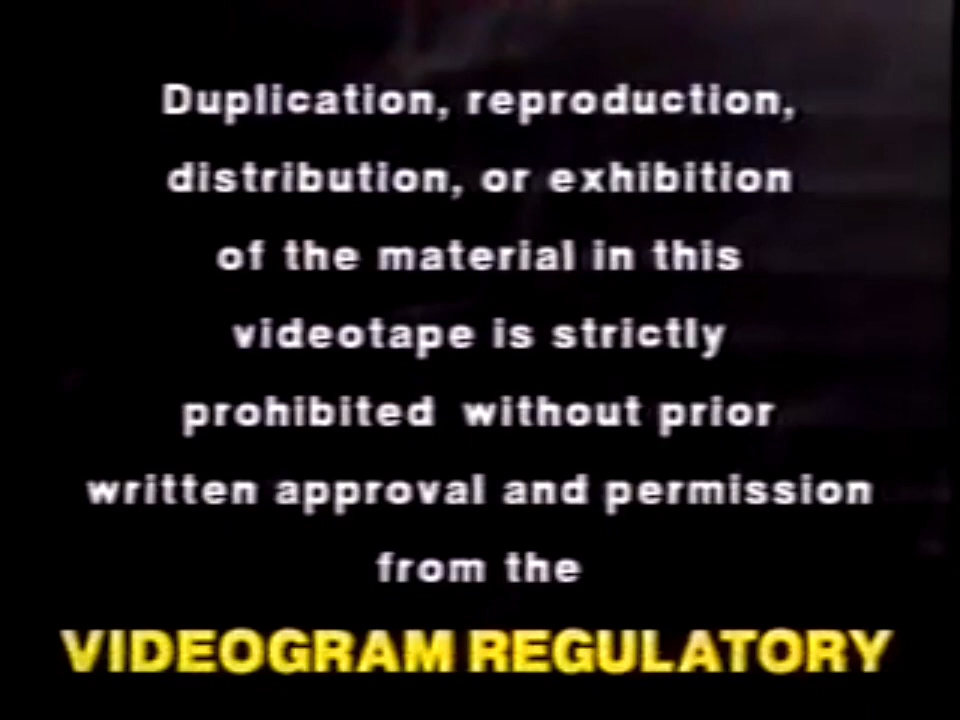 Duplication, reproduction,
distribution, or exhibition
of the material in this
videotape is strictly
prohibited without prior
written approval and permission
from the
VIDEOGRAM REGULATORY